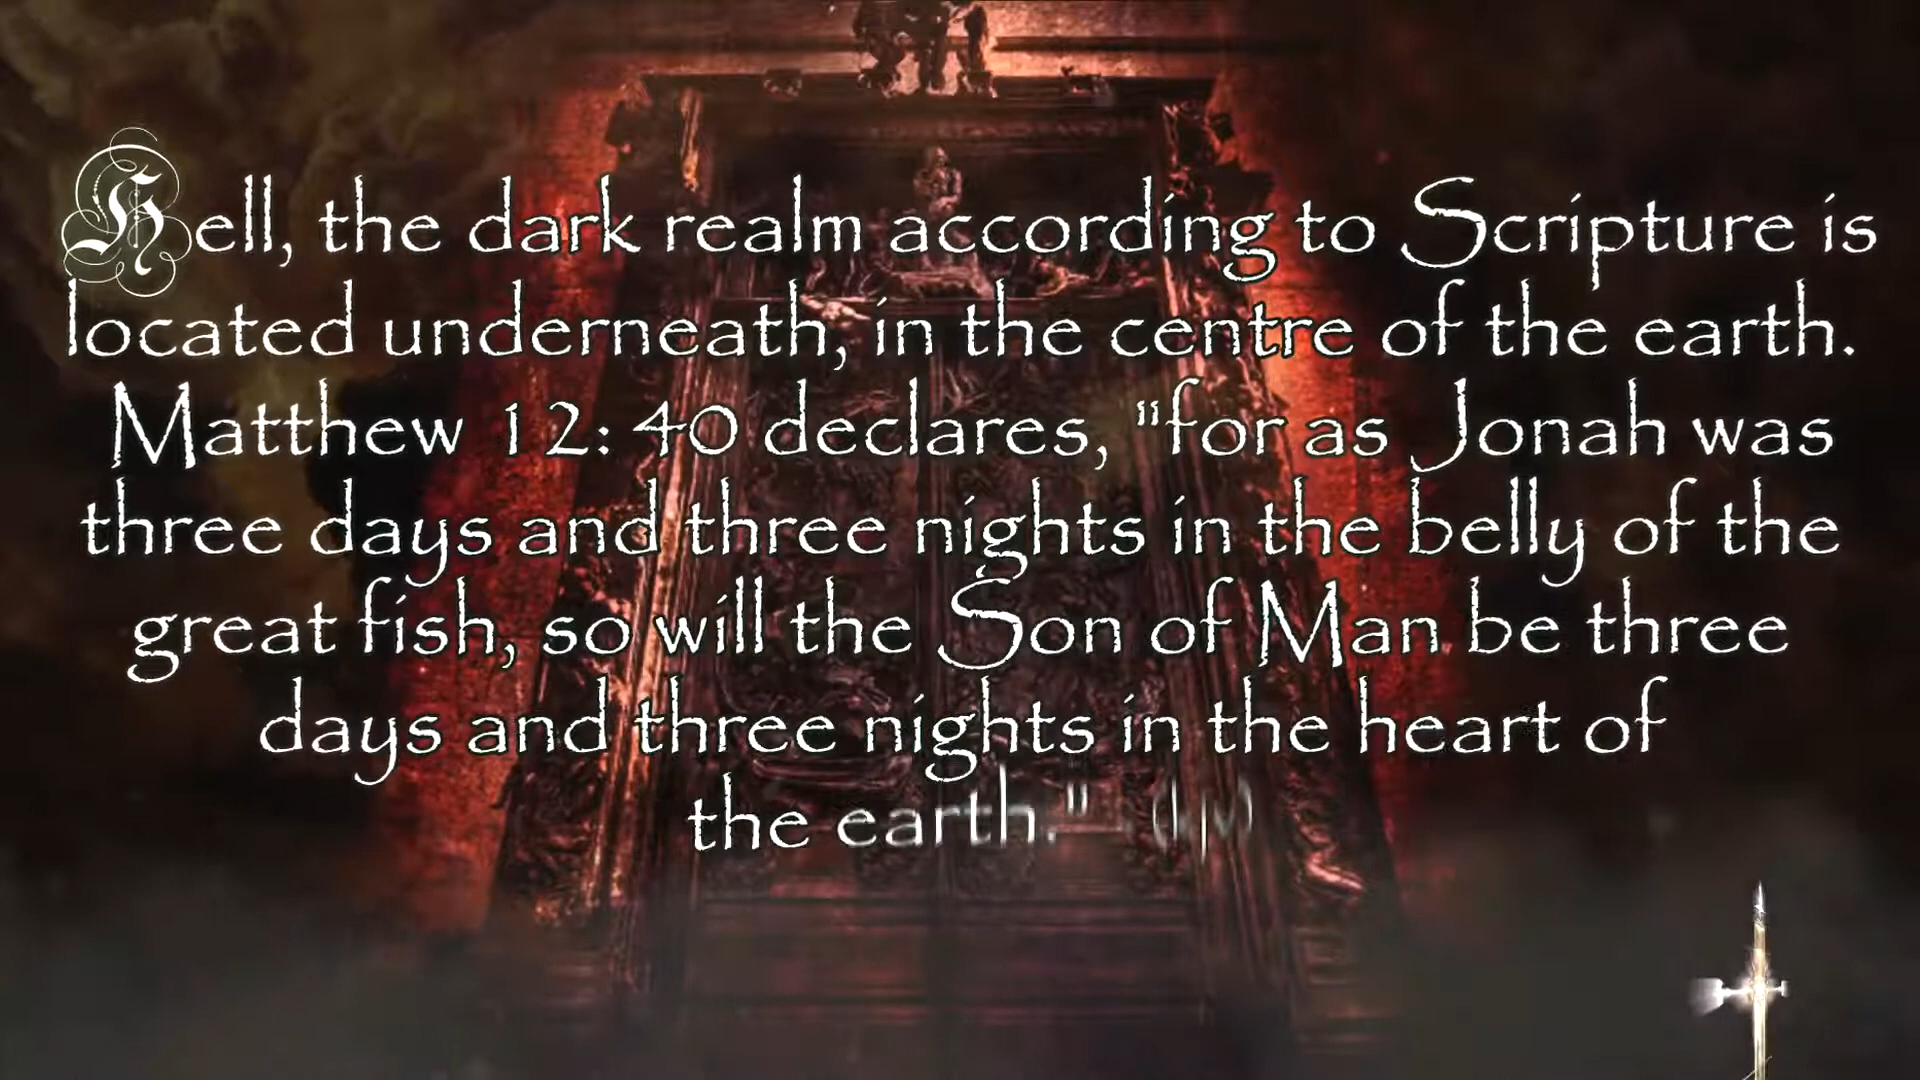 Hell, the dark realm according to Scripture is
located underneath, in the centre of the earth.
Matthew 12: 40 declares, "for as Jonah was
three days and three nights in the belly of the
great fish, so will the Son of Man be three
days and three nights in the heart of
the earth."